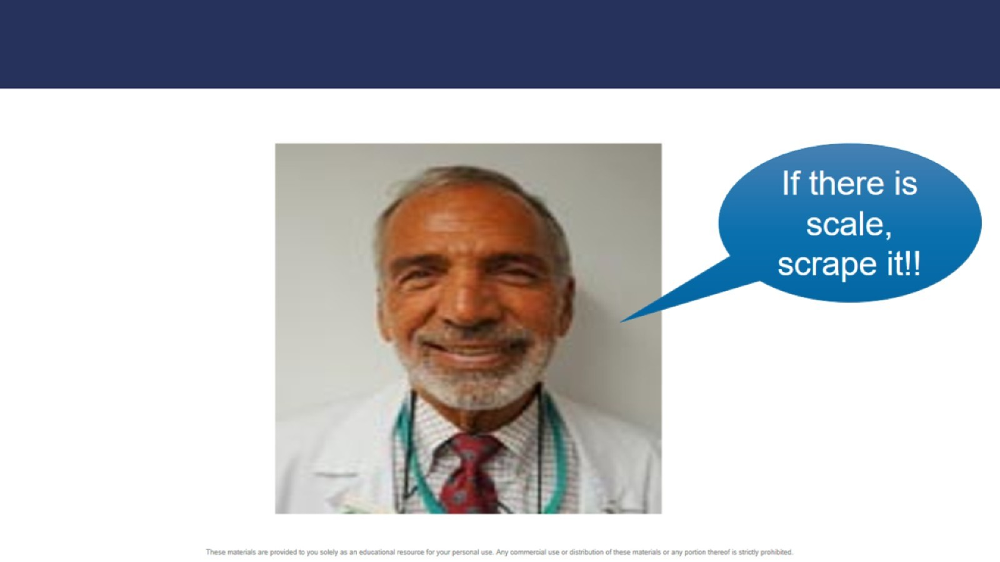 If there is
scale,
scrape it!!
These materials are provided to you solely as an educational resource for your personal use. Any commercial use or distribution of these materials or any portion thereof is strictly prohibited.